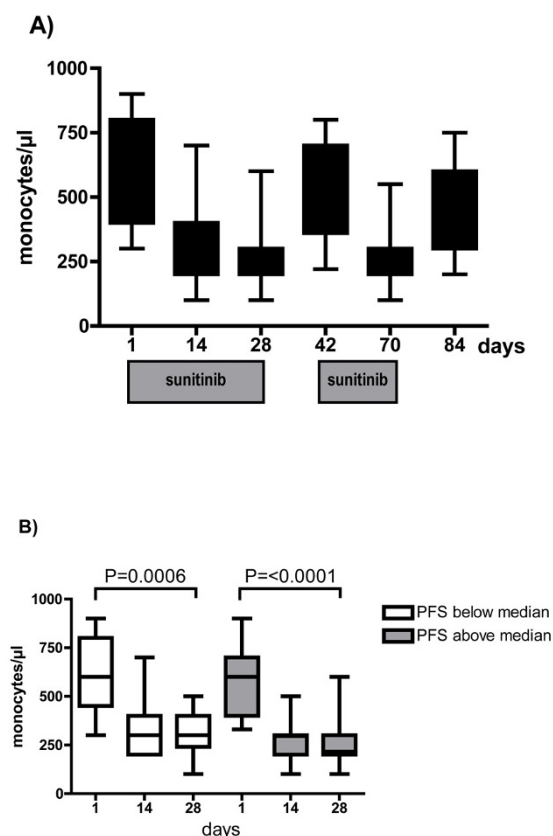 A)
1000
750
500
250
0
monocytes/µl
1 14 28 42 70 84 days
sunitinib sunitinib
B)
P=0.0006 P=<0.0001
1000
750
500
250
0
monocytes/µl
PFS below median
PFS above median
1 14 28 1 14 28
days